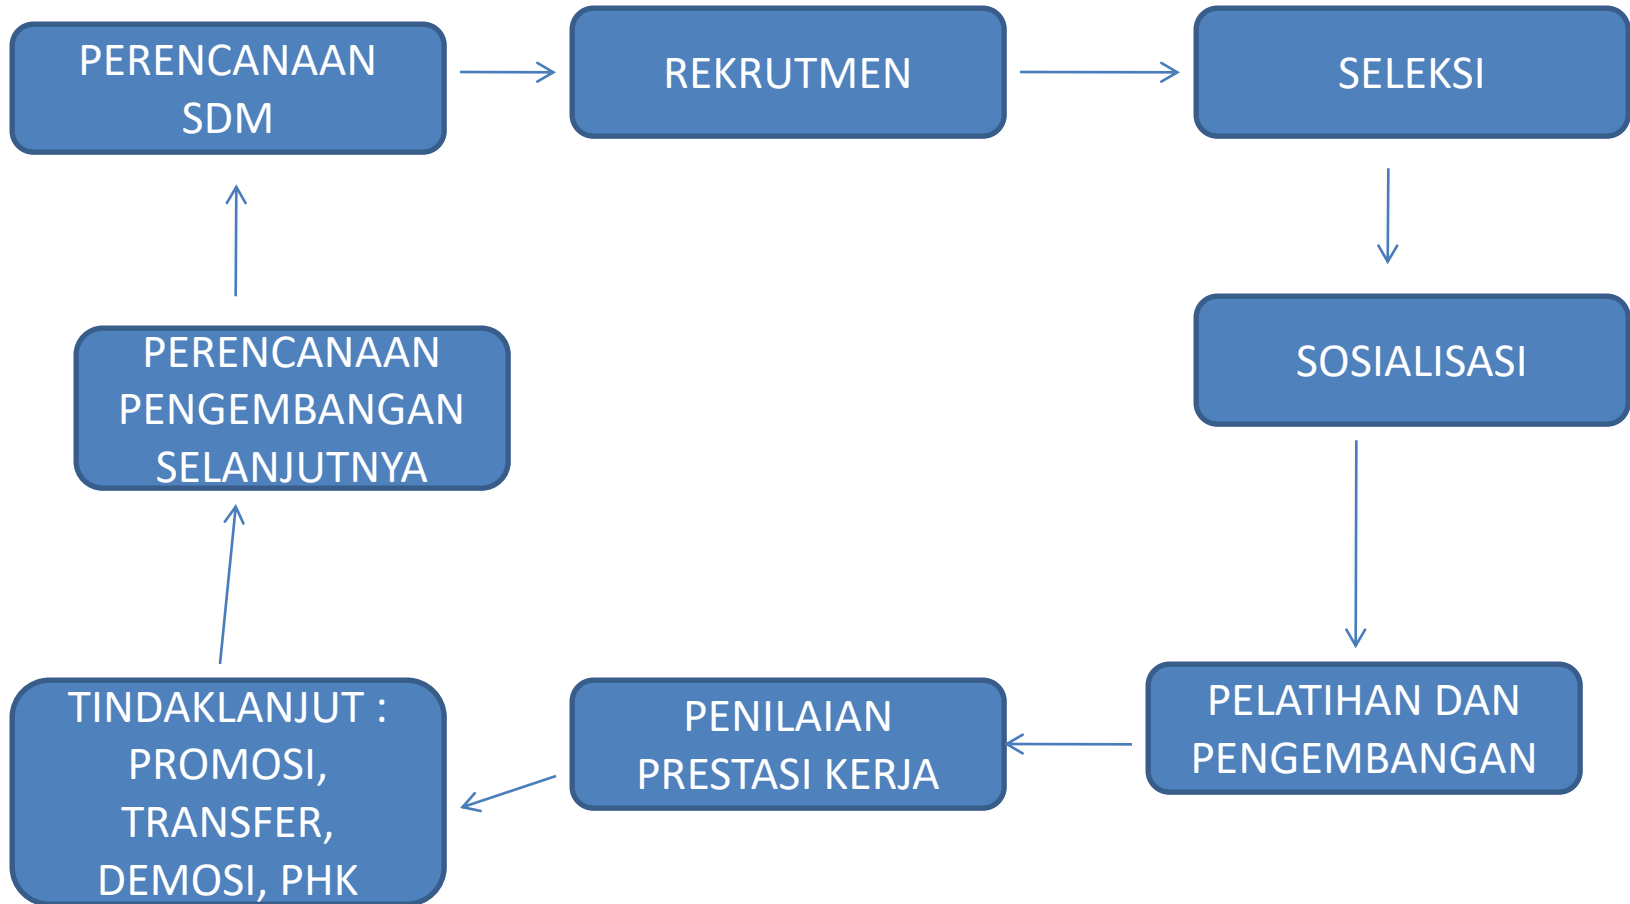 PERENCANAAN
SDM
REKRUTMEN
SELEKSI
SOSIALISASI
PELATIHAN DAN
PENGEMBANGAN
PENILAIAN
PRESTASI KERJA
TINDAKLANJUT :
PROMOSI,
TRANSFER,
DEMOSI, PHK
PERENCANAAN
PENGEMBANGAN
SELANJUTNYA